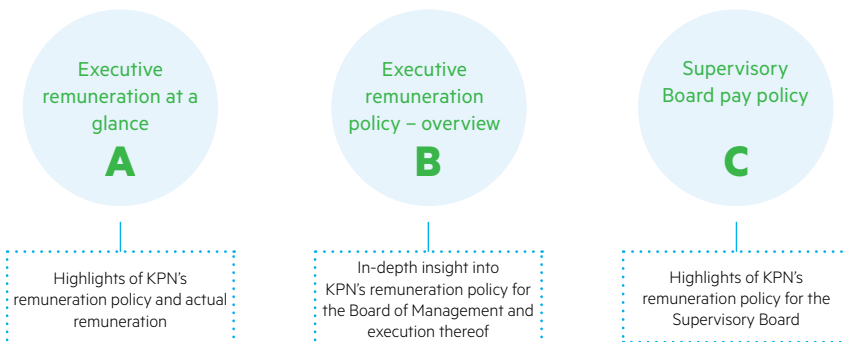 Executive
remuneration at a
glance
A
Highlights of KPN's
remuneration policy and actual
remuneration
Executive
remuneration
policy – overview
B
In-depth insight into
KPN's remuneration policy for
the Board of Management and
execution thereof
Supervisory
Board pay policy
C
Highlights of KPN's
remuneration policy for the
Supervisory Board